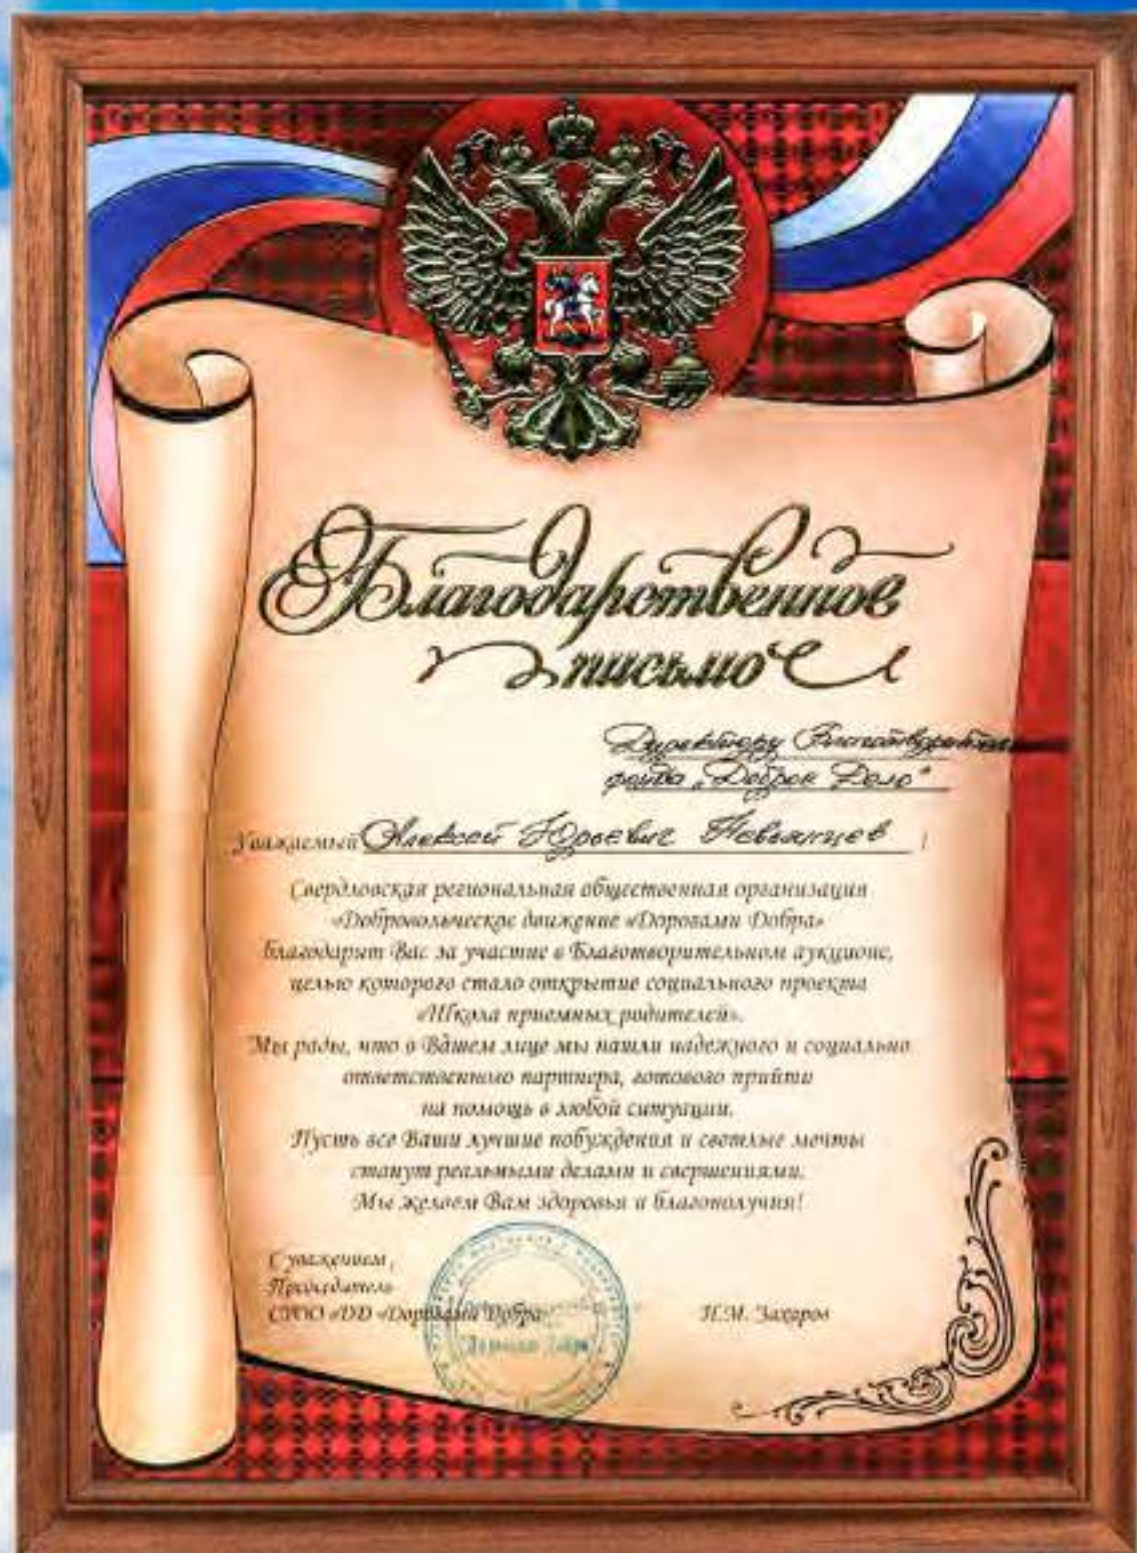 Благодарственное
письмо
Директору Благотворительного
фонда „Доброе Дело"
Уважаемый Алексей Юрьевич Невьянцев !
Свердловская региональная общественная организация
«Добровольческое движение «Дорогами Добра»
Благодарит Вас за участие в Благотворительном аукционе,
целью которого стало открытие социального проекта
«Школа приемных родителей».
Мы рады, что в Вашем лице мы нашли надежного и социально
ответственного партнера, готового прийти
на помощь в любой ситуации.
Пусть все Ваши лучшие побуждения и светлые мечты
станут реальными делами и свершениями.
Мы желаем Вам здоровья и благополучия!
С уважением,
Председатель
СРОО «ДД «Дорогами Добра»
Н.М. Захаров
Дорогами Добра